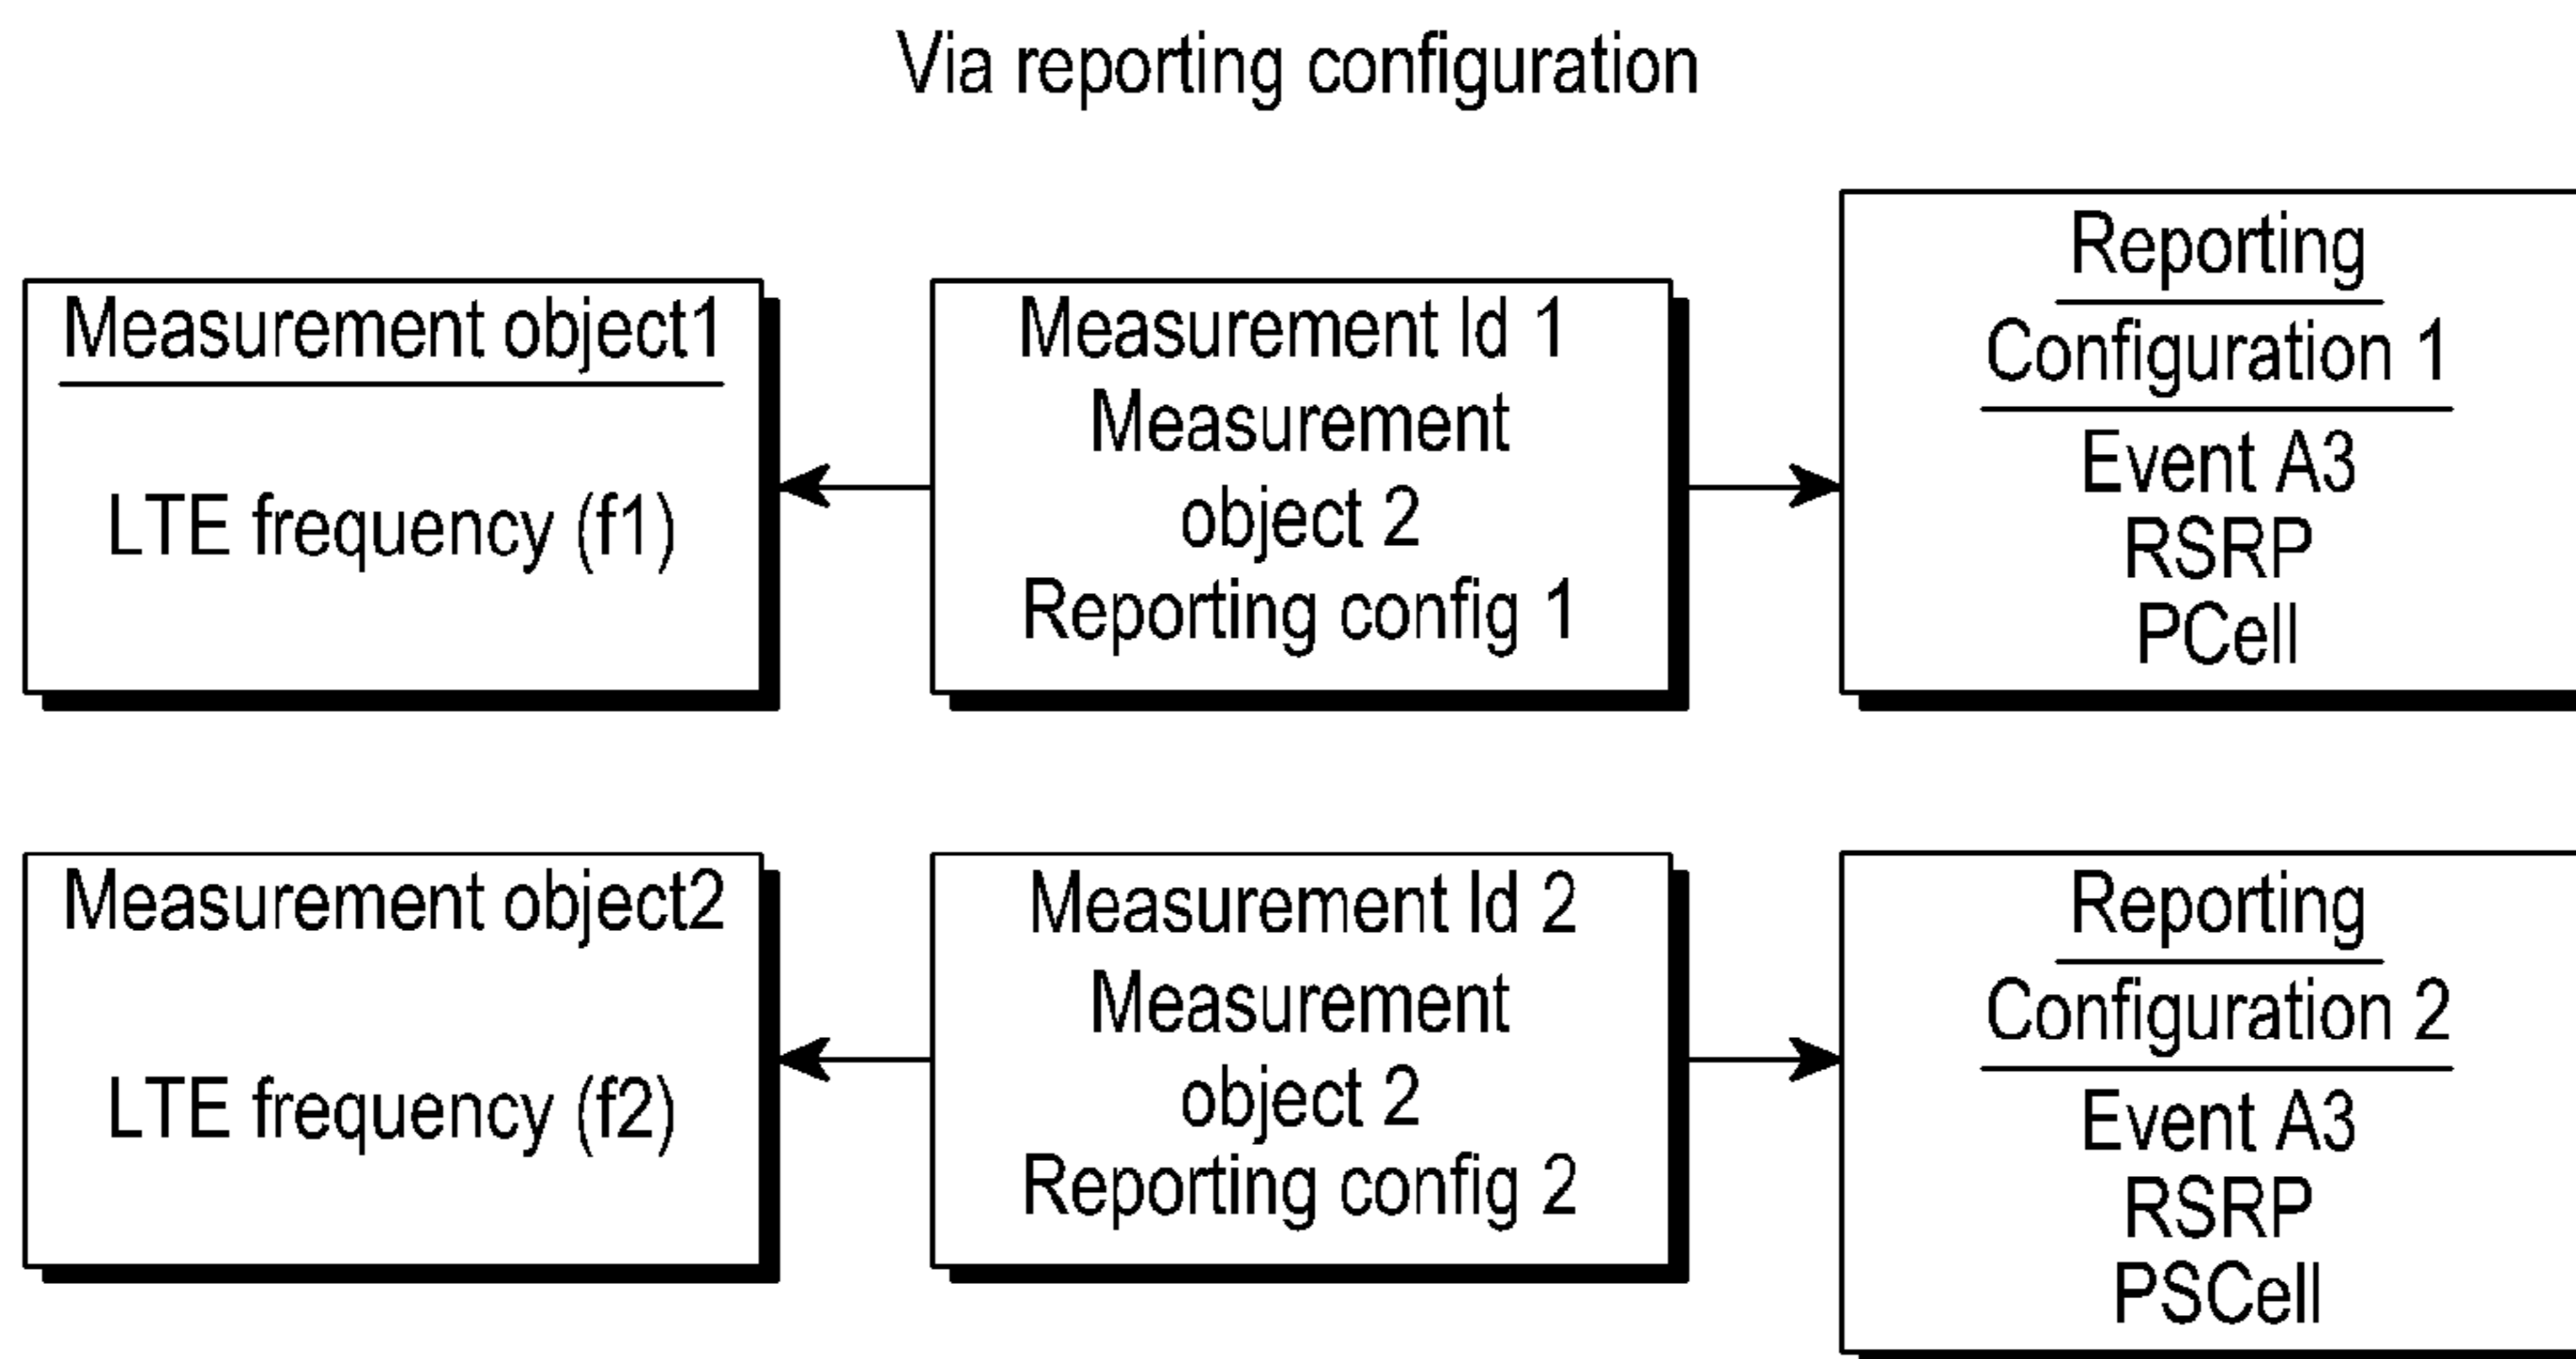 Via reporting configuration
Measurement object1
LTE frequency (f1)
Measurement Id 1
Measurement
object 2
Reporting config 1
Reporting
Configuration 1
Event A3
RSRP
PCell
Measurement object2
LTE frequency (f2)
Measurement Id 2
Measurement
object 2
Reporting config 2
Reporting
Configuration 2
Event A3
RSRP
PSCell